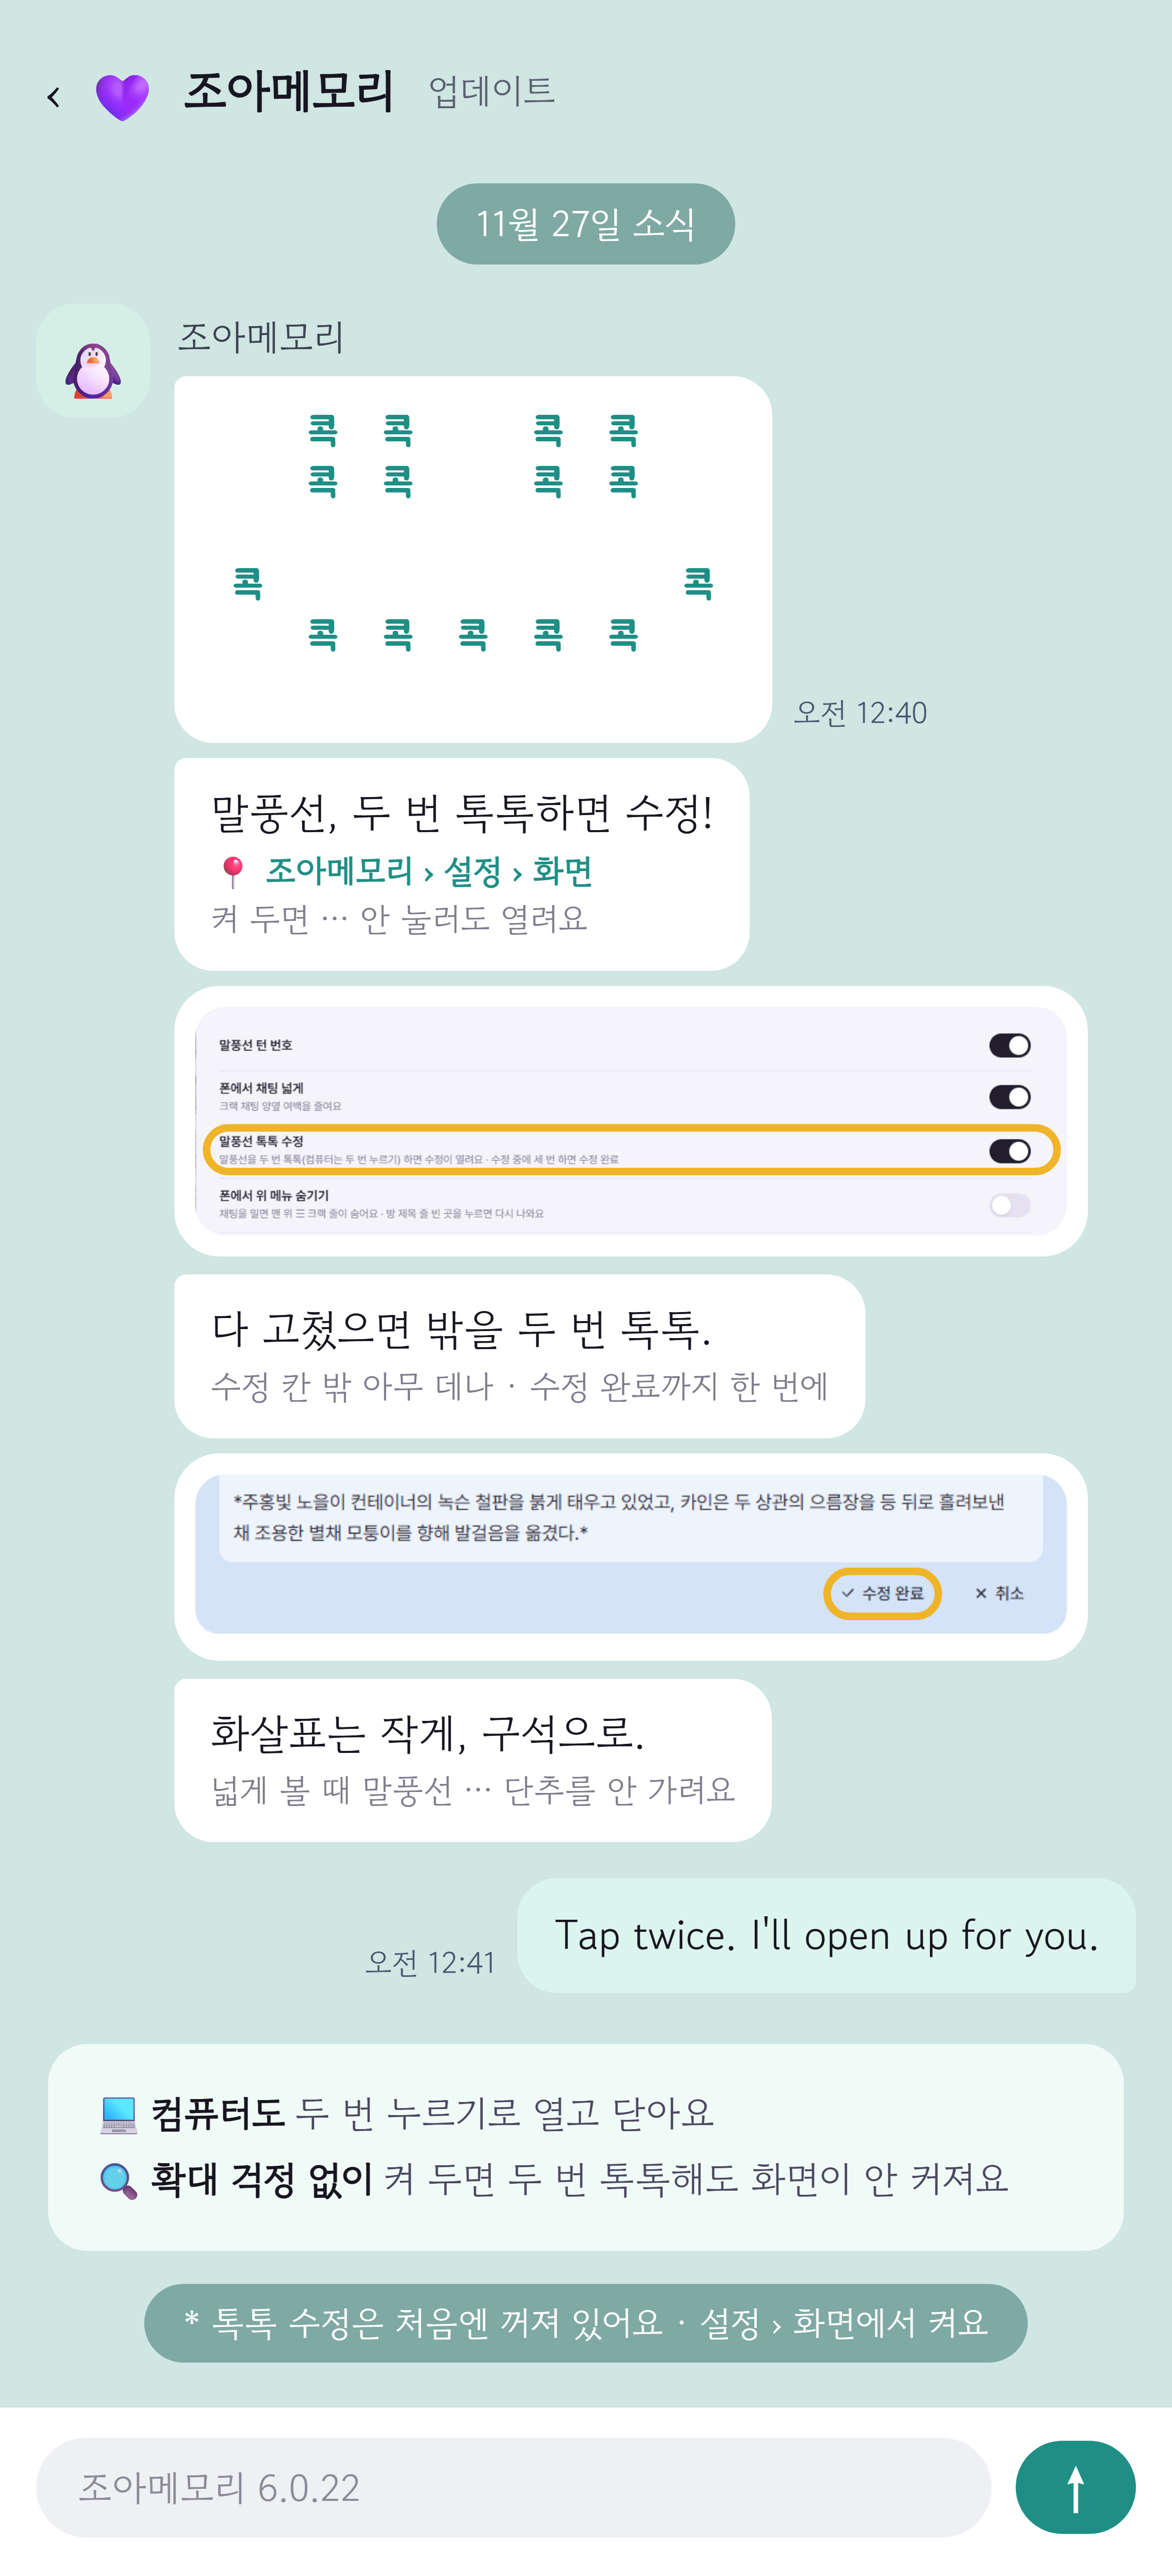 조아메모리 업데이트
11월 27일 소식
조아메모리
콕 콕 콕 콕
콕 콕 콕 콕
콕 콕
콕 콕 콕 콕 콕
오전 12:40
말풍선, 두 번 톡톡하면 수정!
📍 조아메모리 › 설정 › 화면
켜 두면 … 안 눌러도 열려요
말풍선 턴 번호
폰에서 채팅 넓게
크랙 채팅 양옆 여백을 줄여요
말풍선 톡톡 수정
말풍선을 두 번 톡톡(컴퓨터는 두 번 누르기) 하면 수정이 열려요 · 수정 중에 세 번 하면 수정 완료
폰에서 위 메뉴 숨기기
채팅을 밀면 맨 위 ☰ 크랙 줄이 숨어요 · 방 제목 줄 빈 곳을 누르면 다시 나와요
다 고쳤으면 밖을 두 번 톡톡.
수정 칸 밖 아무 데나 · 수정 완료까지 한 번에
*주홍빛 노을이 컨테이너의 녹슨 철판을 붉게 태우고 있었고, 카인은 두 상관의 으름장을 등 뒤로 흘려보낸
채 조용한 별채 모퉁이를 향해 발걸음을 옮겼다.*
✓ 수정 완료 ✕ 취소
화살표는 작게, 구석으로.
넓게 볼 때 말풍선 … 단추를 안 가려요
Tap twice. I'll open up for you.
오전 12:41
컴퓨터도 두 번 누르기로 열고 닫아요
확대 걱정 없이 켜 두면 두 번 톡톡해도 화면이 안 커져요
* 톡톡 수정은 처음엔 꺼져 있어요 · 설정 › 화면에서 켜요
조아메모리 6.0.22